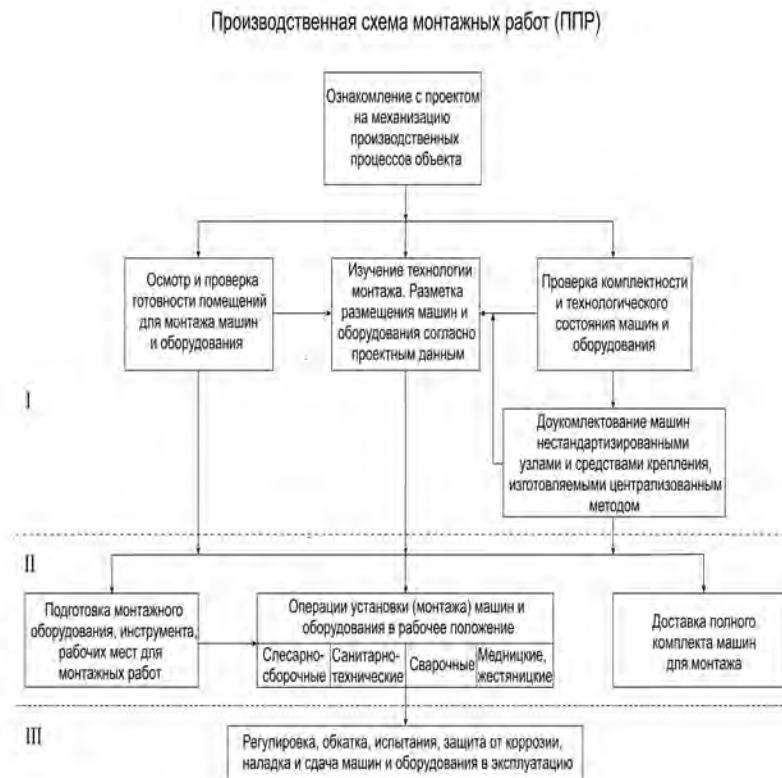 Производственная схема монтажных работ (ППР)
Ознакомление с проектом
на механизацию
производственных
процессов объекта
Осмотр и проверка
готовности помещений
для монтажа машин
и оборудования
Изучение технологии
монтажа. Разметка
размещения машин и
оборудования согласно
проектным данным
Проверка комплектности
и технологического
состояния машин и
оборудования
I
Доукомлектование машин
нестандартизированными
узлами и средствами крепления,
изготовляемыми централизованным
методом
II
Подготовка монтажного
оборудования, инструмента,
рабочих мест для
монтажных работ
Операции установки (монтажа) машин и
оборудования в рабочее положение
Слесарно-
сборочные
Санитарно-
технические
Сварочные
Медницкие,
жестяницкие
Доставка полного
комплекта машин
для монтажа
III
Регулировка, обкатка, испытания, защита от коррозии,
наладка и сдача машин и оборудования в эксплуатацию